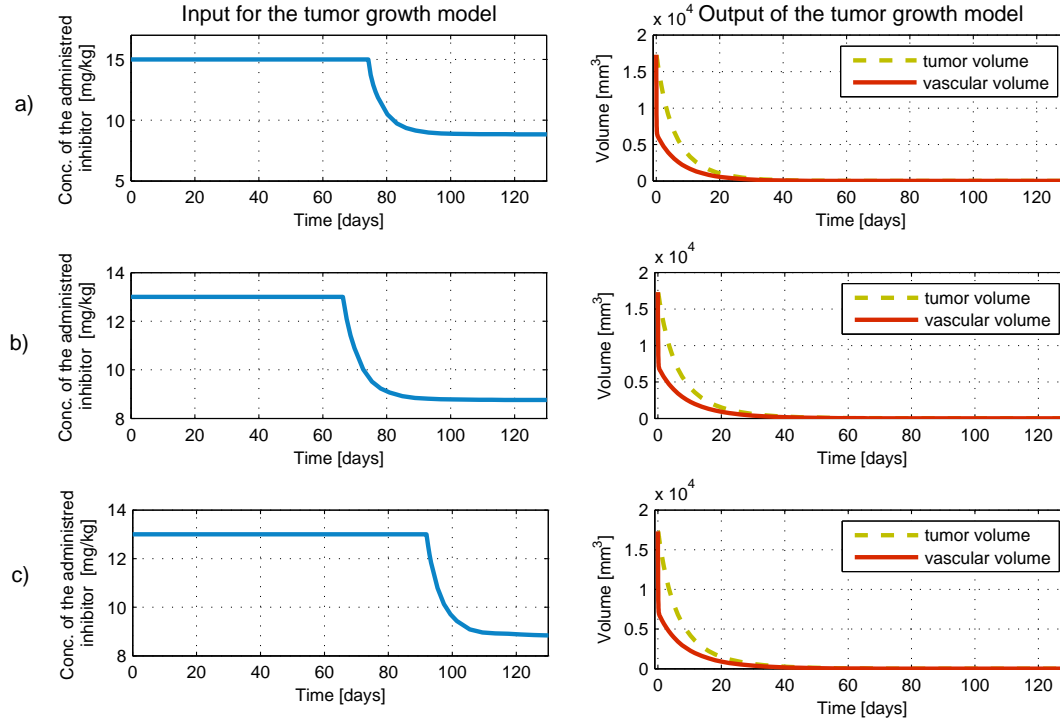 Input for the tumor growth model
Output of the tumor growth model
a)
Conc. of the administred
inhibitor [mg/kg]
15
10
5
0 20 40 60 80 100 120
Time [days]
x 10^4
Volume [mm^3]
2
1.5
1
0.5
0
tumor volume
vascular volume
0 20 40 60 80 100 120
Time [days]
b)
Conc. of the administred
inhibitor [mg/kg]
14
12
10
8
0 20 40 60 80 100 120
Time [days]
x 10^4
Volume [mm^3]
2
1.5
1
0.5
0
tumor volume
vascular volume
0 20 40 60 80 100 120
Time [days]
c)
Conc. of the administred
inhibitor [mg/kg]
14
12
10
8
0 20 40 60 80 100 120
Time [days]
x 10^4
Volume [mm^3]
2
1.5
1
0.5
0
tumor volume
vascular volume
0 20 40 60 80 100 120
Time [days]